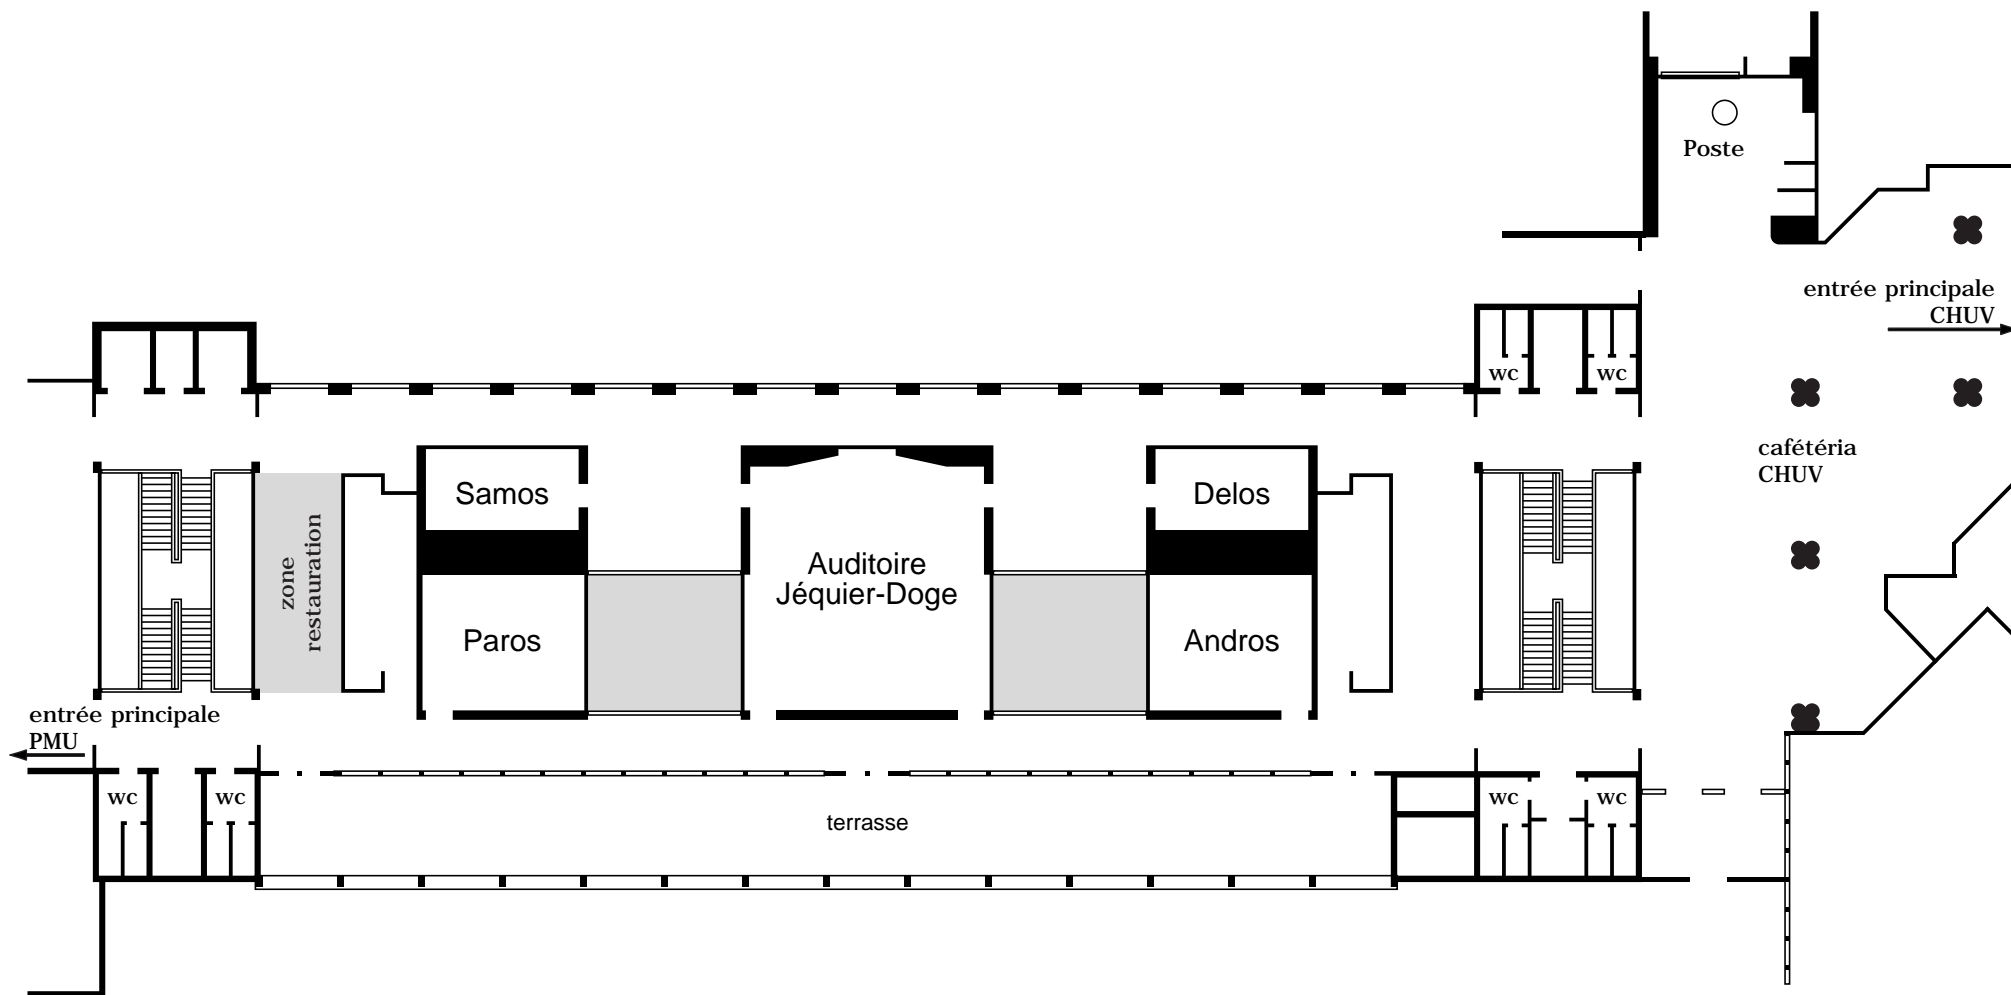 Poste
entrée principale
CHUV
wc
wc
cafétéria
CHUV
Samos
Delos
zone
restauration
Auditoire
Jéquier-Doge
Paros
Andros
entrée principale
PMU
wc
wc
terrasse
wc
wc